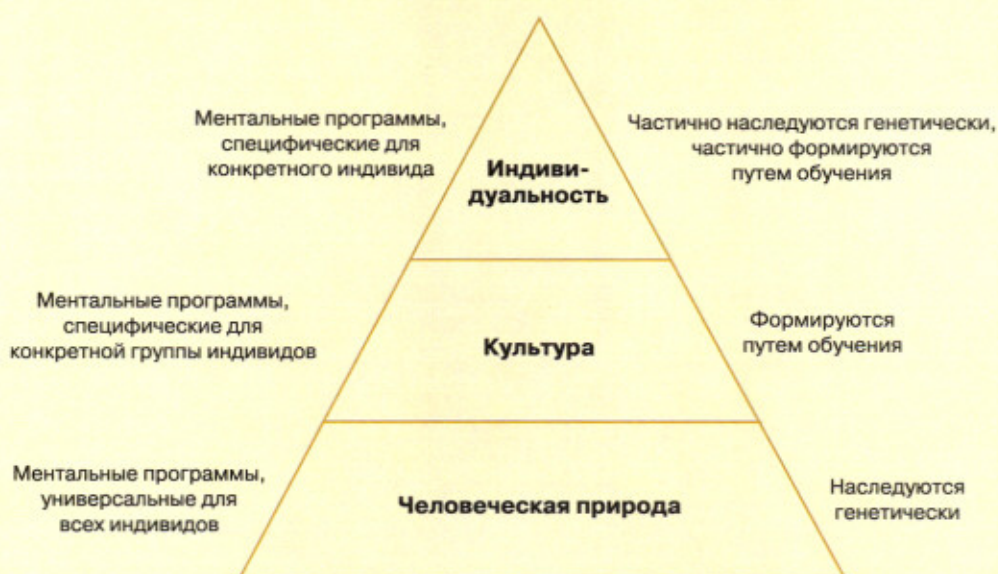 Ментальные программы,
специфические для
конкретного индивида
Индиви-
дуальность
Частично наследуются генетически,
частично формируются
путем обучения
Ментальные программы,
специфические для
конкретной группы индивидов
Культура
Формируются
путем обучения
Ментальные программы,
универсальные для
всех индивидов
Человеческая природа
Наследуются
генетически